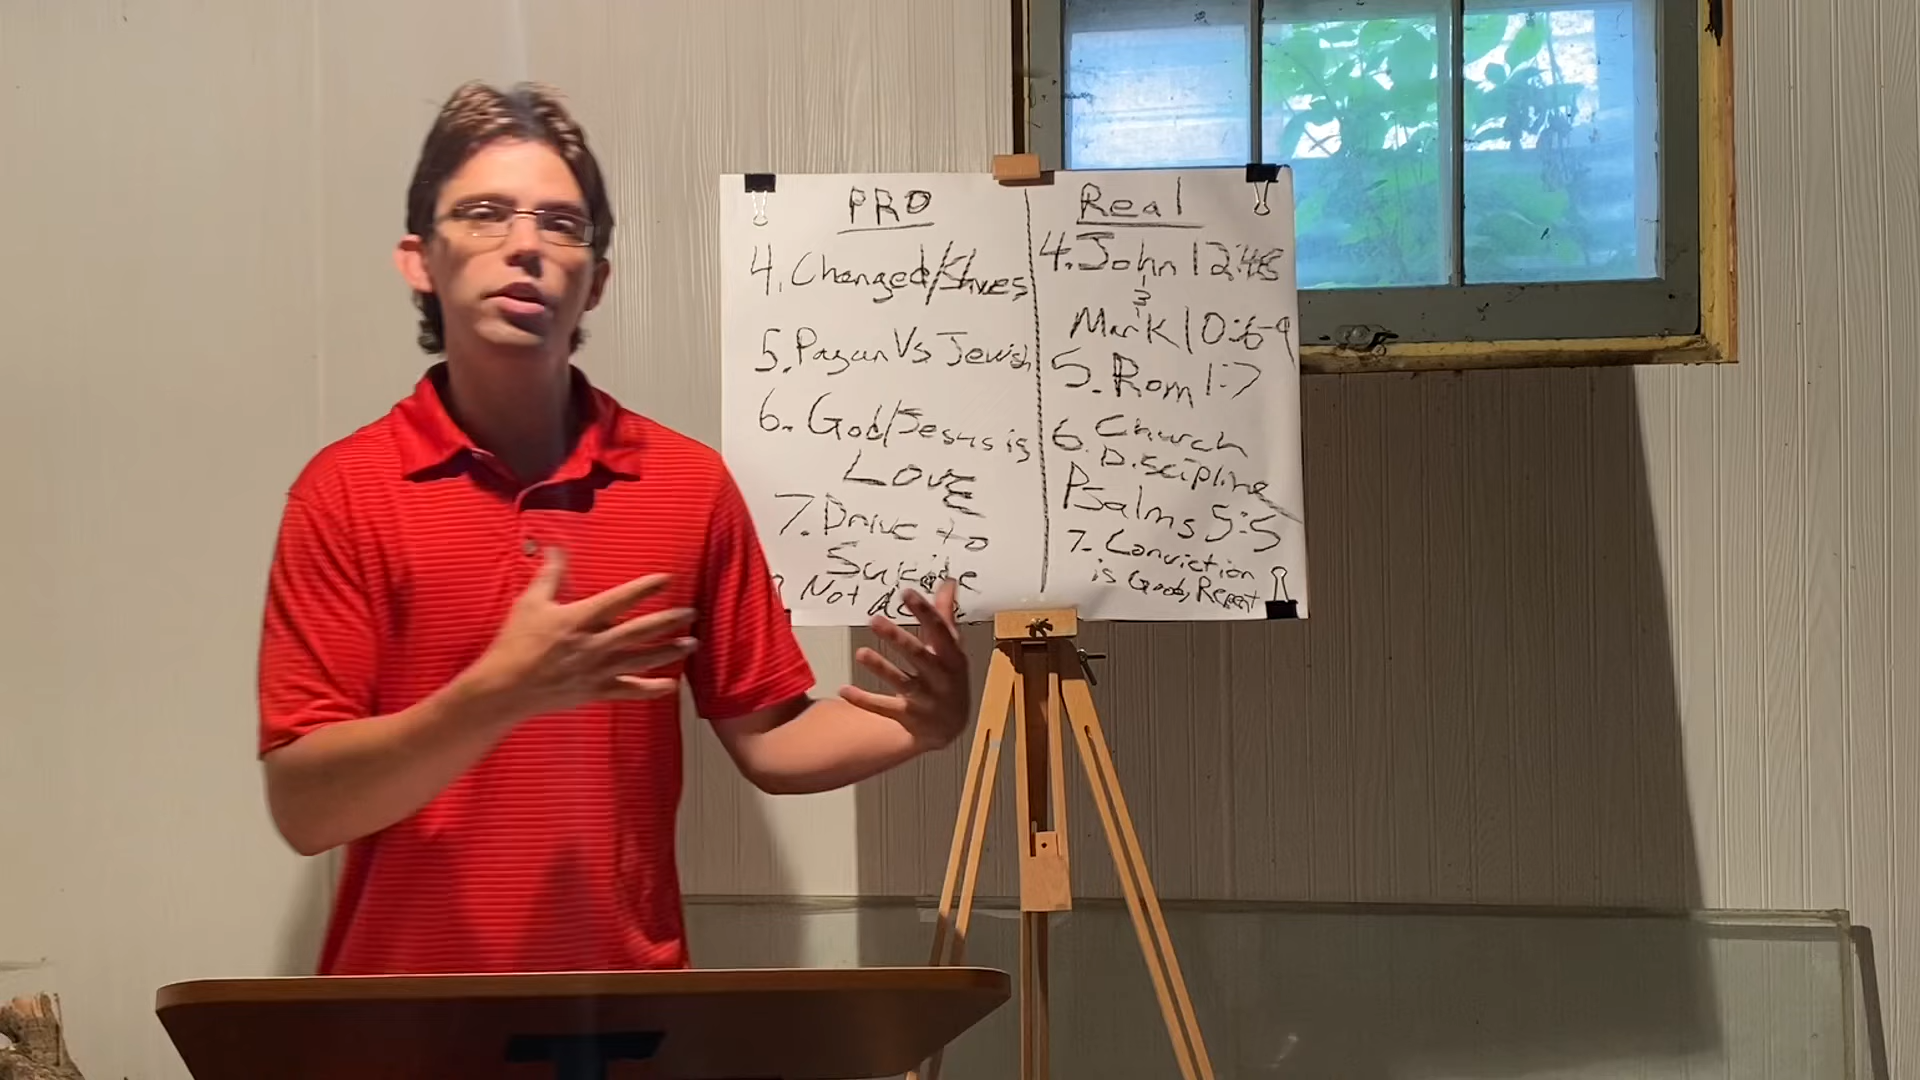 PRO
4. Changed/Slaves
5. Pagan Vs Jewish
6. God/Jesus is
LOVE
7. Drive to
Suicide
Not
Real
4. John 12:48
&
Mark 10:6-9
5. Rom 1:7
6. Church
Discipline
Psalms 5:5
7. Conviction
is Good, Repent